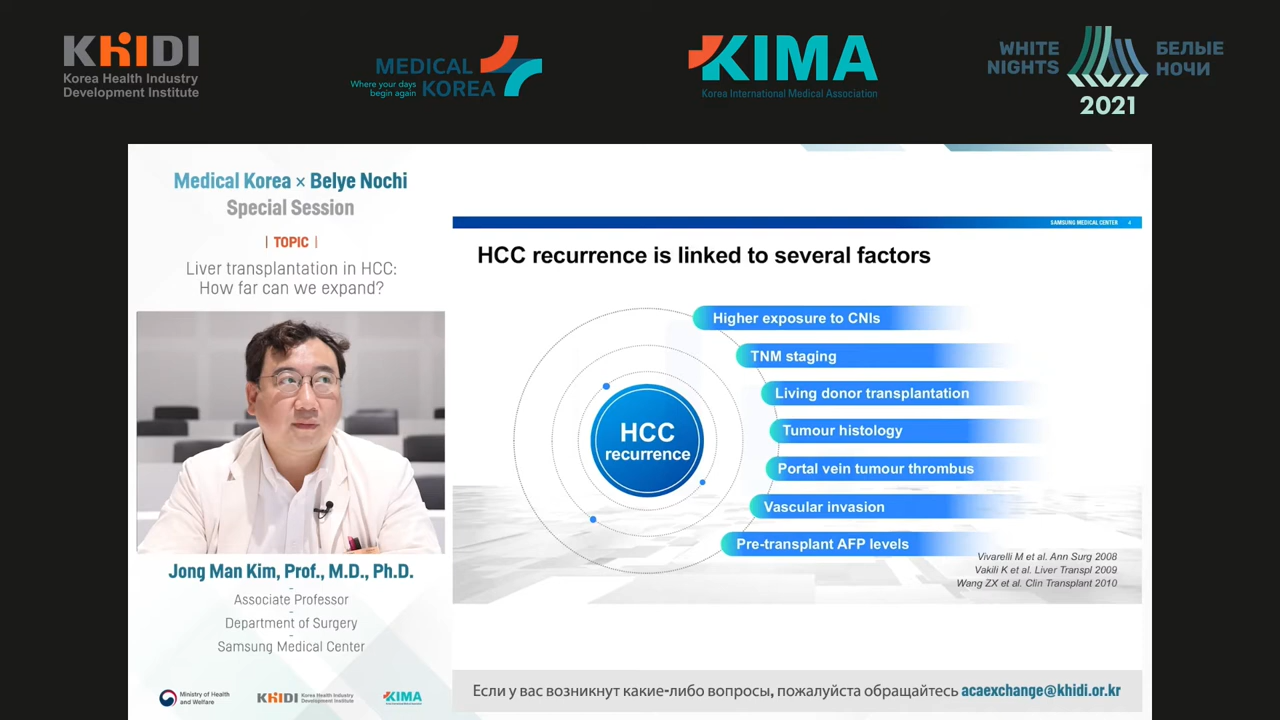 KHIDI
Korea Health Industry
Development Institute
MEDICAL
KOREA
Where your days
begin again
KIMA
Korea International Medical Association
WHITE
NIGHTS
БЕЛЫЕ
НОЧИ
2021
Medical Korea × Belye Nochi
Special Session
| TOPIC |
Liver transplantation in HCC:
How far can we expand?
Jong Man Kim, Prof., M.D., Ph.D.
Associate Professor
-
Department of Surgery
-
Samsung Medical Center
Ministry of Health
and Welfare
KHIDI
Korea Health Industry
Development Institute
KIMA
SAMSUNG MEDICAL CENTER 4
HCC recurrence is linked to several factors
HCC
recurrence
Higher exposure to CNIs
TNM staging
Living donor transplantation
Tumour histology
Portal vein tumour thrombus
Vascular invasion
Pre-transplant AFP levels
Vivarelli M et al. Ann Surg 2008
Vakili K et al. Liver Transpl 2009
Wang ZX et al. Clin Transplant 2010
Если у вас возникнут какие-либо вопросы, пожалуйста обращайтесь acaexchange@khidi.or.kr